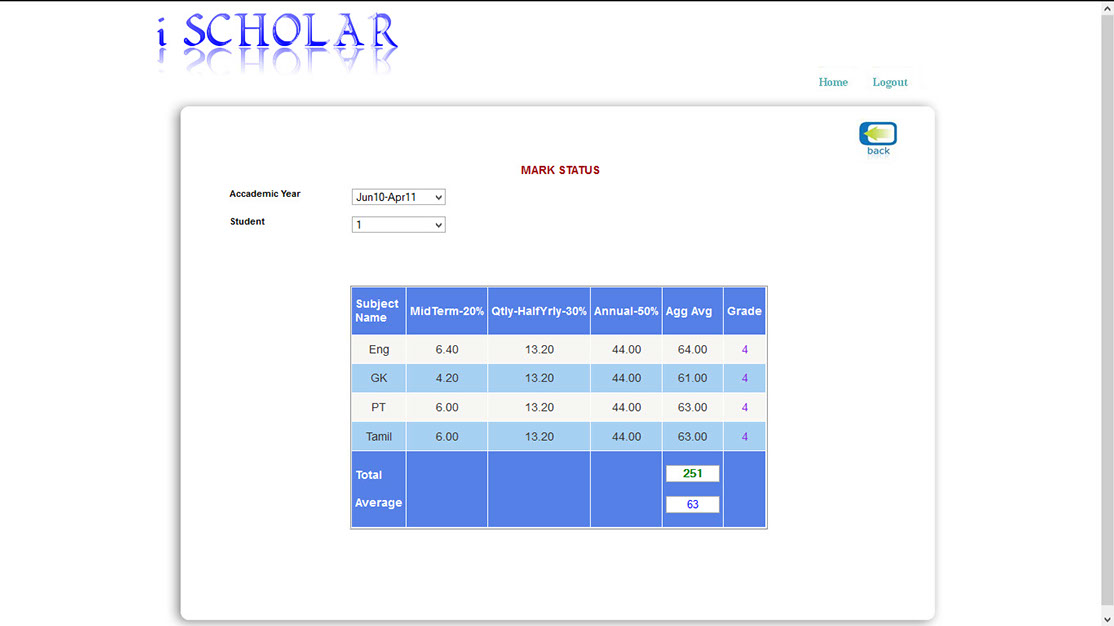 i SCHOLAR
Home Logout
back
MARK STATUS
Accademic Year Jun10-Apr11
Student 1
Subject Name MidTerm-20% Qtly-HalfYrly-30% Annual-50% Agg Avg Grade
Eng 6.40 13.20 44.00 64.00 4
GK 4.20 13.20 44.00 61.00 4
PT 6.00 13.20 44.00 63.00 4
Tamil 6.00 13.20 44.00 63.00 4
Total 251
Average 63